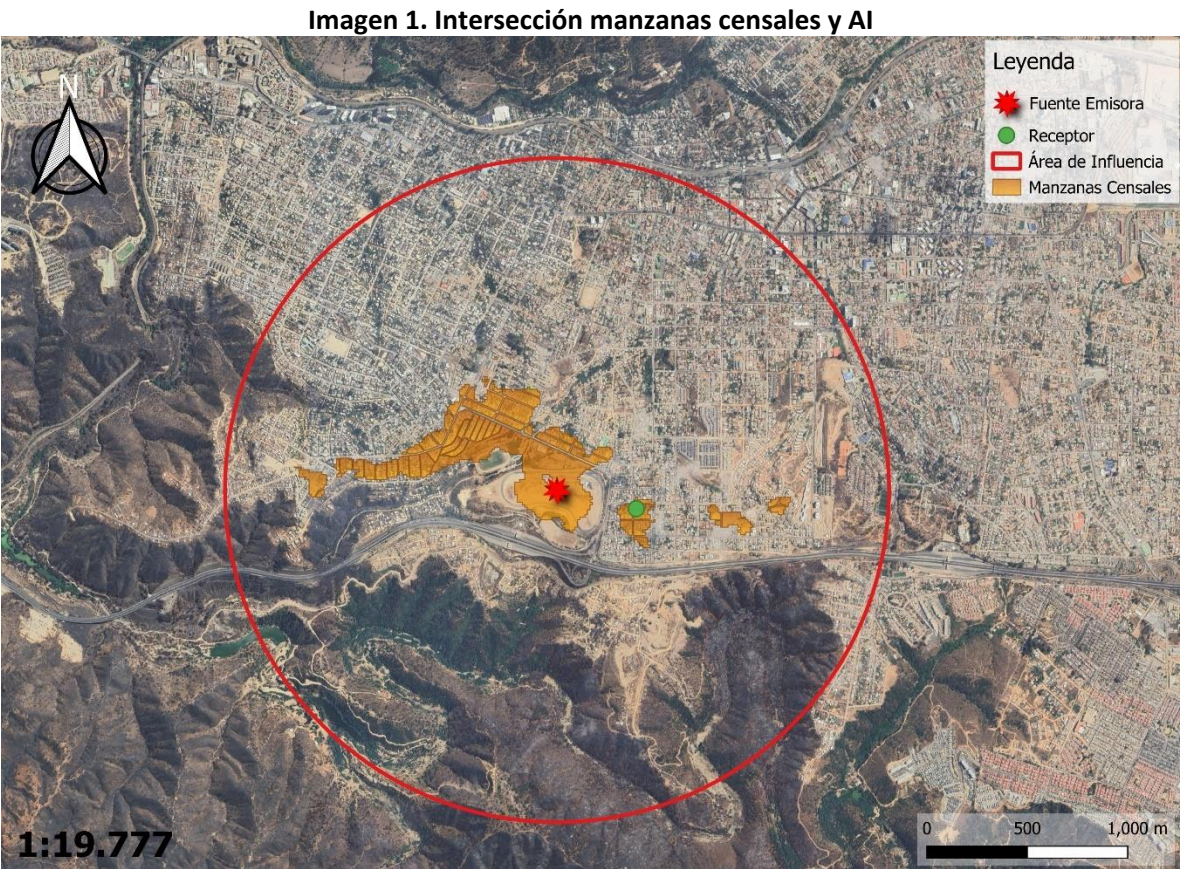 Imagen 1. Intersección manzanas censales y AI
N
Leyenda
Fuente Emisora
Receptor
Área de Influencia
Manzanas Censales
1:19.777
0 500 1,000 m